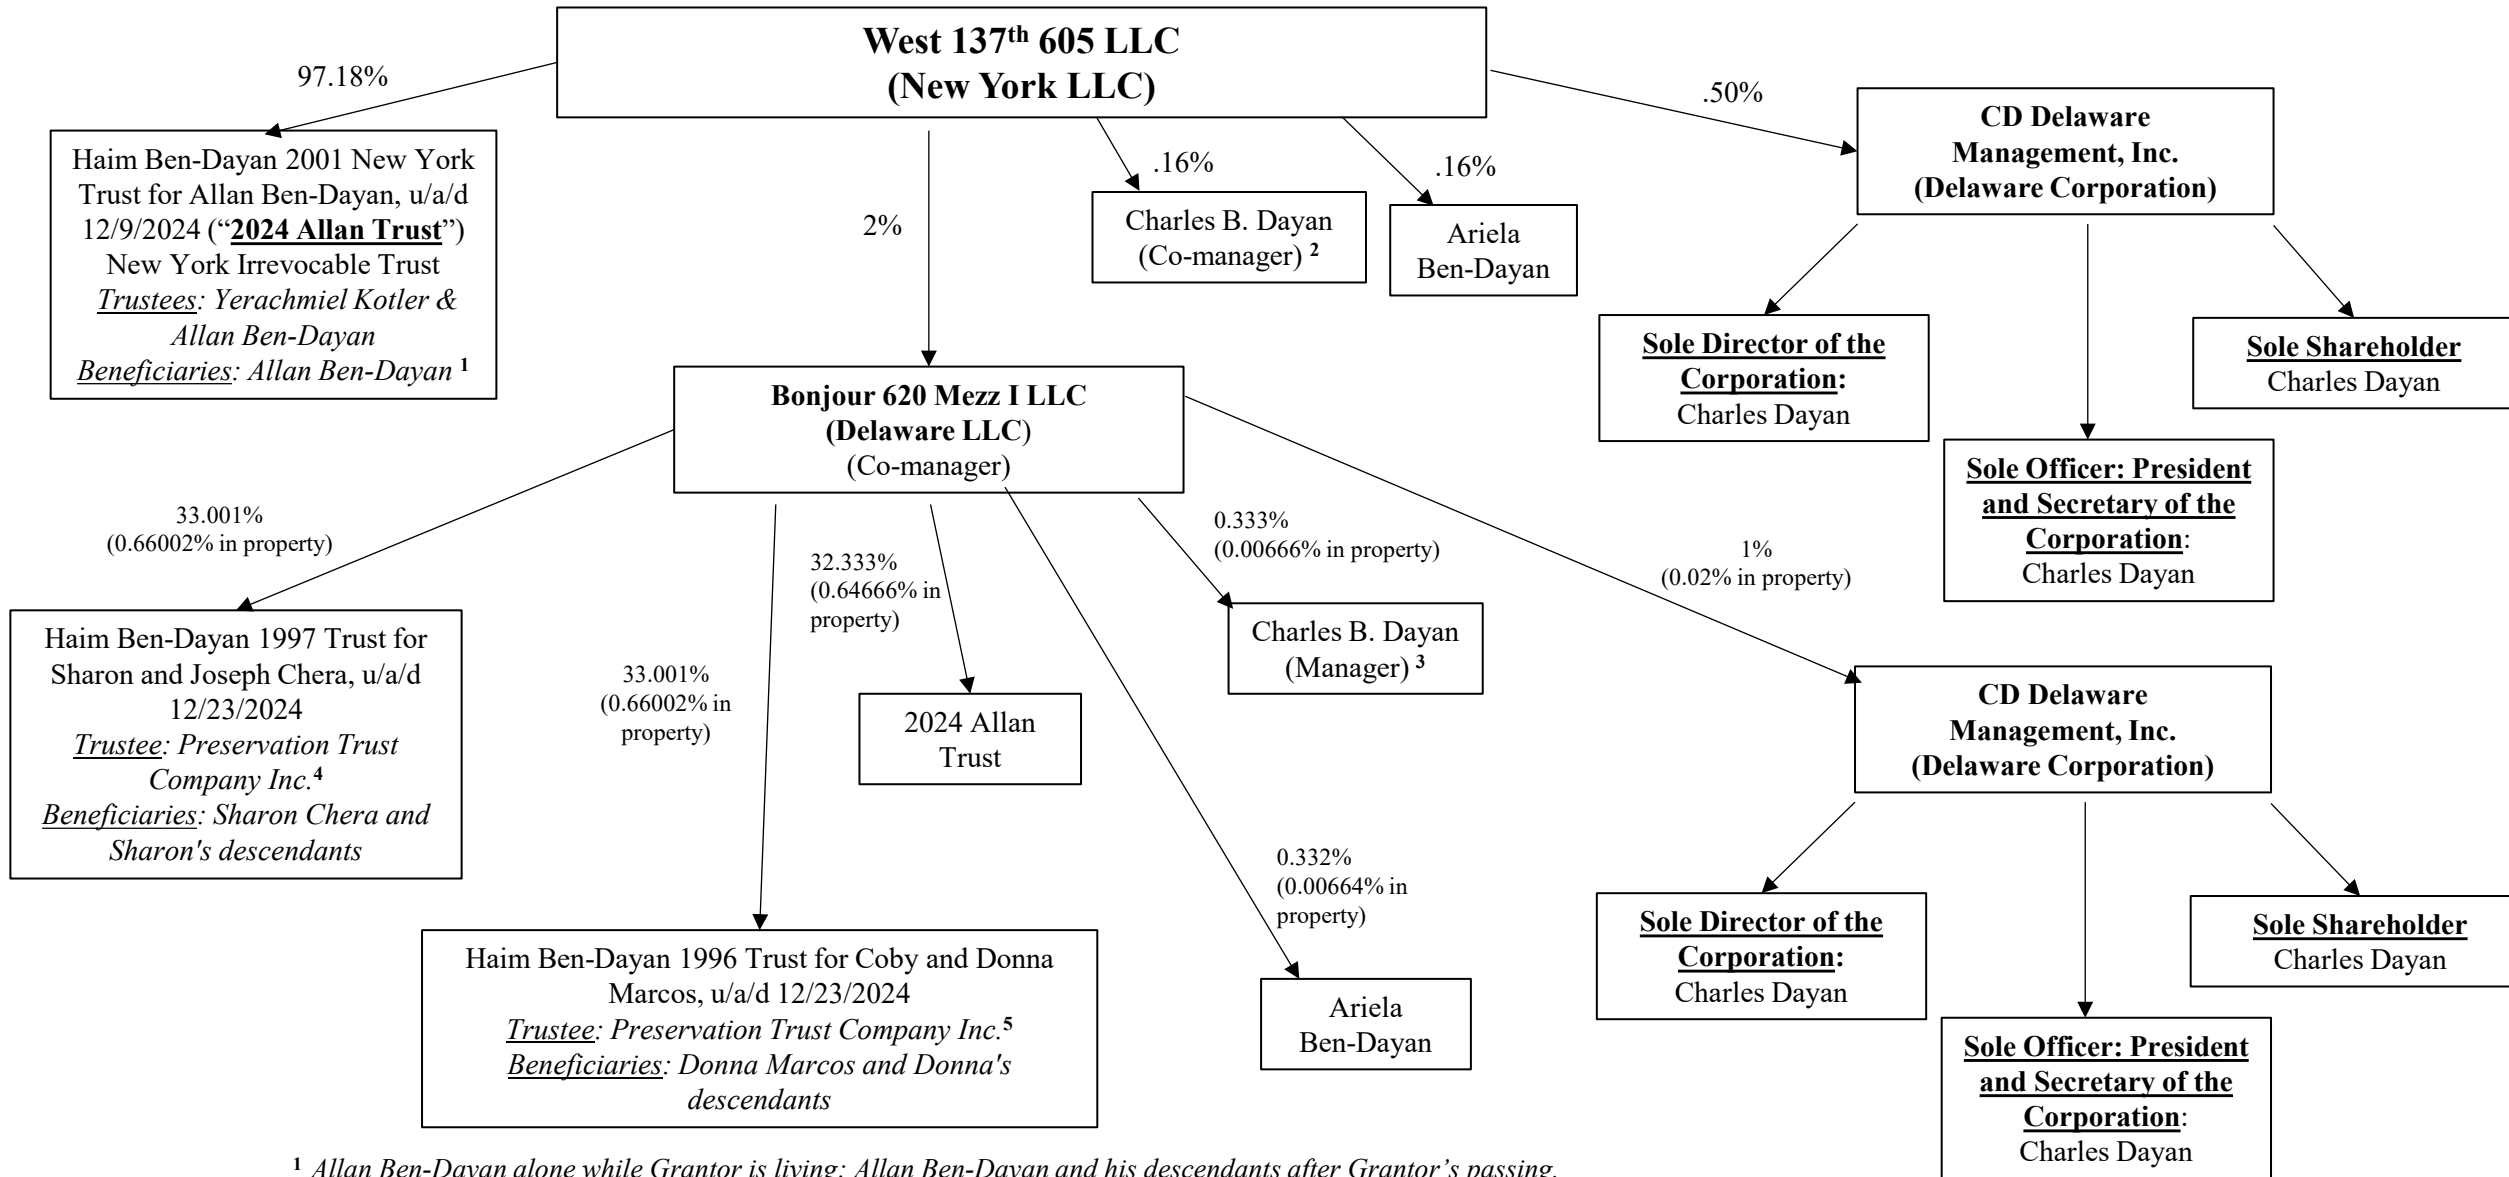 West 137th 605 LLC
(New York LLC)
97.18%
.50%
CD Delaware
Management, Inc.
(Delaware Corporation)
Haim Ben-Dayan 2001 New York
Trust for Allan Ben-Dayan, u/a/d
12/9/2024 (“2024 Allan Trust”)
New York Irrevocable Trust
Trustees: Yerachmiel Kotler &
Allan Ben-Dayan
Beneficiaries: Allan Ben-Dayan 1
2%
.16%
.16%
Charles B. Dayan
(Co-manager) 2
Ariela
Ben-Dayan
Sole Director of the
Corporation:
Charles Dayan
Sole Shareholder
Charles Dayan
Sole Officer: President
and Secretary of the
Corporation:
Charles Dayan
Bonjour 620 Mezz I LLC
(Delaware LLC)
(Co-manager)
33.001%
(0.66002% in property)
33.001%
(0.66002% in
property)
32.333%
(0.64666% in
property)
0.333%
(0.00666% in property)
1%
(0.02% in property)
Haim Ben-Dayan 1997 Trust for
Sharon and Joseph Chera, u/a/d
12/23/2024
Trustee: Preservation Trust
Company Inc.4
Beneficiaries: Sharon Chera and
Sharon's descendants
2024 Allan
Trust
Charles B. Dayan
(Manager) 3
CD Delaware
Management, Inc.
(Delaware Corporation)
0.332%
(0.00664% in
property)
Haim Ben-Dayan 1996 Trust for Coby and Donna
Marcos, u/a/d 12/23/2024
Trustee: Preservation Trust Company Inc.5
Beneficiaries: Donna Marcos and Donna's
descendants
Ariela
Ben-Dayan
Sole Director of the
Corporation:
Charles Dayan
Sole Shareholder
Charles Dayan
Sole Officer: President
and Secretary of the
Corporation:
Charles Dayan
1 Allan Ben-Dayan alone while Grantor is living; Allan Ben-Dayan and his descendants after Grantor’s passing.